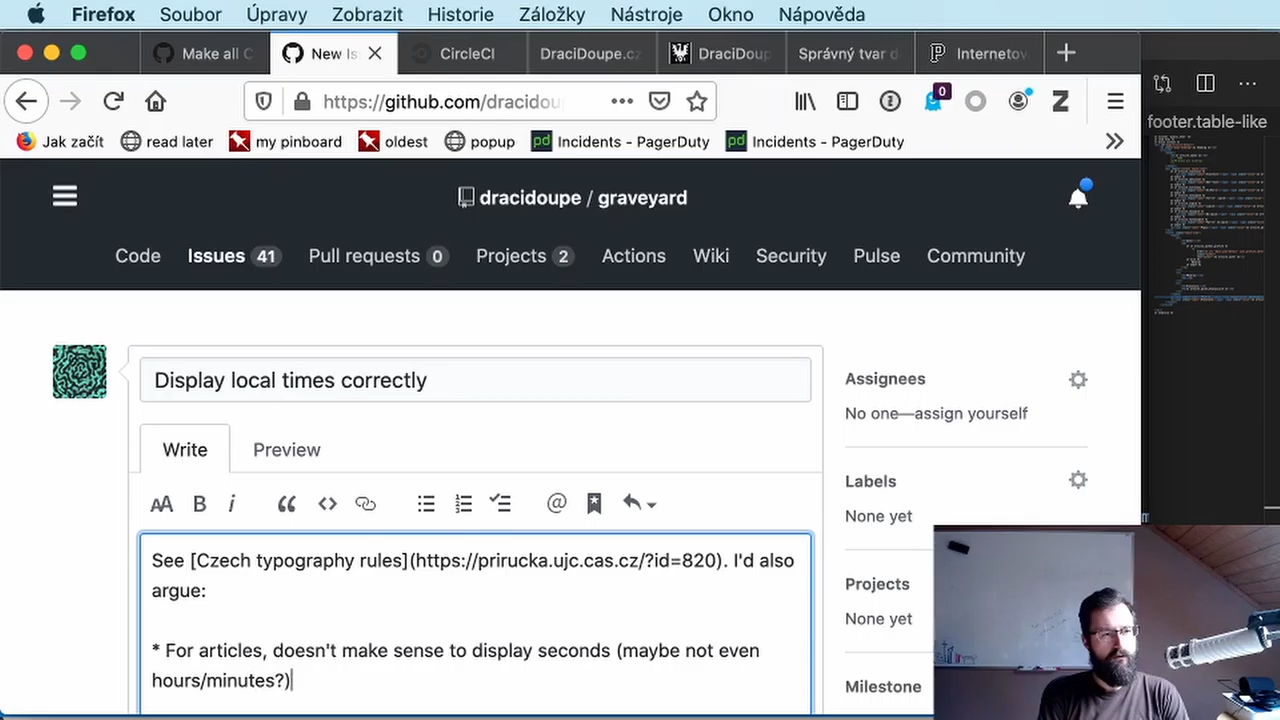 Firefox Soubor Úpravy Zobrazit Historie Záložky Nástroje Okno Nápověda
Make all C New Is CircleCI DraciDoupe.cz DraciDoup Správný tvar d Internetov
https://github.com/dracidou 0
Jak začít read later my pinboard oldest popup Incidents - PagerDuty Incidents - PagerDuty
footer.table-like
dracidoupe / graveyard
Code Issues 41 Pull requests 0 Projects 2 Actions Wiki Security Pulse Community
Display local times correctly
Write Preview
See [Czech typography rules](https://prirucka.ujc.cas.cz/?id=820). I'd also
argue:
* For articles, doesn't make sense to display seconds (maybe not even
hours/minutes?)
Assignees
No one—assign yourself
Labels
None yet
Projects
None yet
Milestone